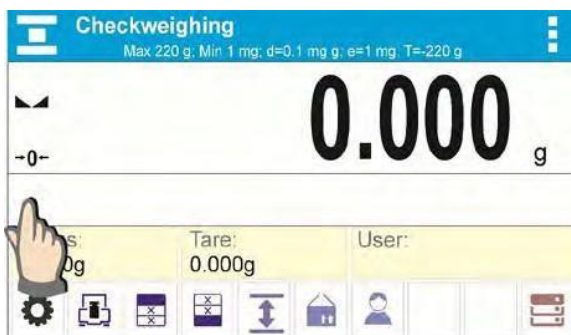 Checkweighing
Max 220 g: Min 1 mg: d=0.1 mg g: e=1 mg. T=-220 g
0.000 g
→0←
Tare: User:
0.000g